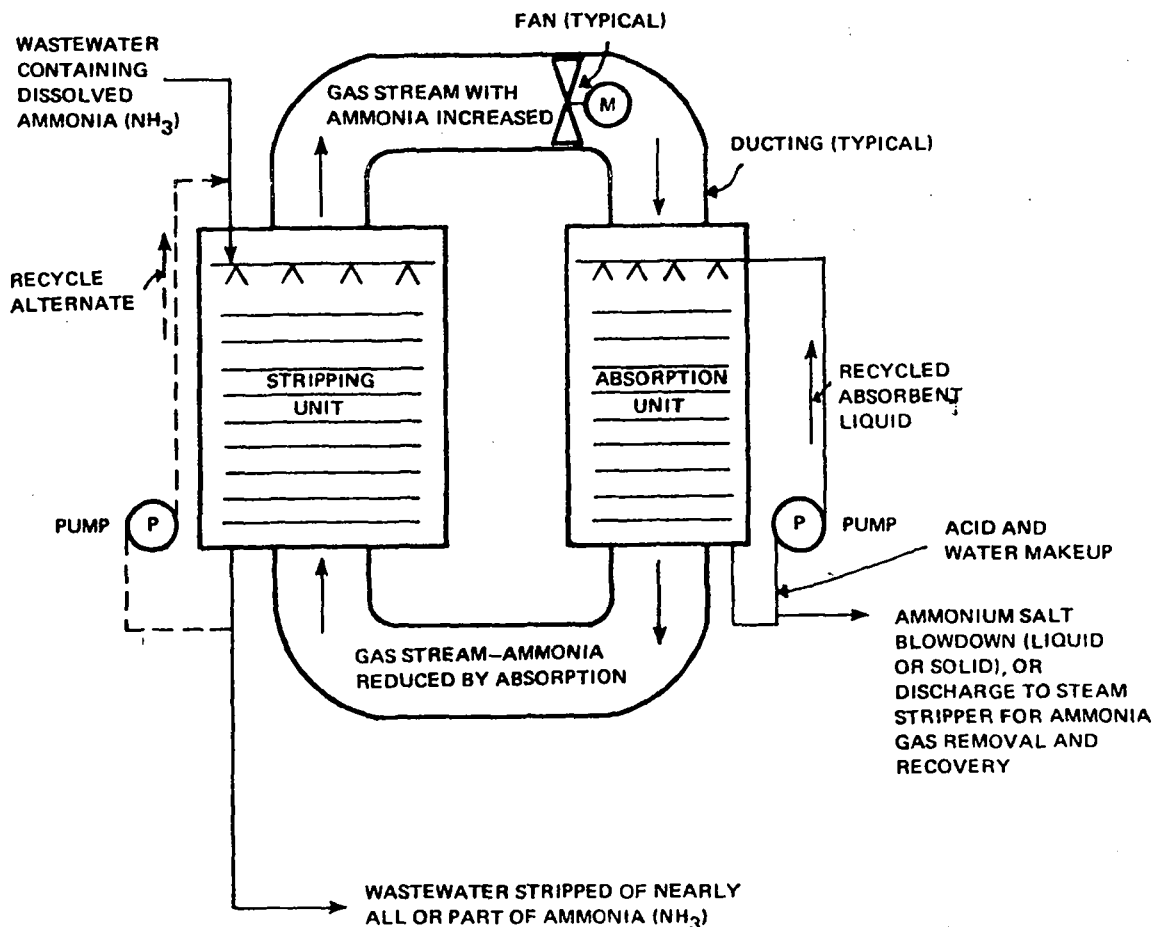 FAN (TYPICAL)
WASTEWATER
CONTAINING
DISSOLVED
AMMONIA (NH3)
GAS STREAM WITH
AMMONIA INCREASED
M
DUCTING (TYPICAL)
RECYCLE
ALTERNATE
STRIPPING
UNIT
ABSORPTION
UNIT
RECYCLED
ABSORBENT
LIQUID
PUMP
P
P
PUMP
ACID AND
WATER MAKEUP
GAS STREAM–AMMONIA
REDUCED BY ABSORPTION
AMMONIUM SALT
BLOWDOWN (LIQUID
OR SOLID), OR
DISCHARGE TO STEAM
STRIPPER FOR AMMONIA
GAS REMOVAL AND
RECOVERY
WASTEWATER STRIPPED OF NEARLY
ALL OR PART OF AMMONIA (NH3)